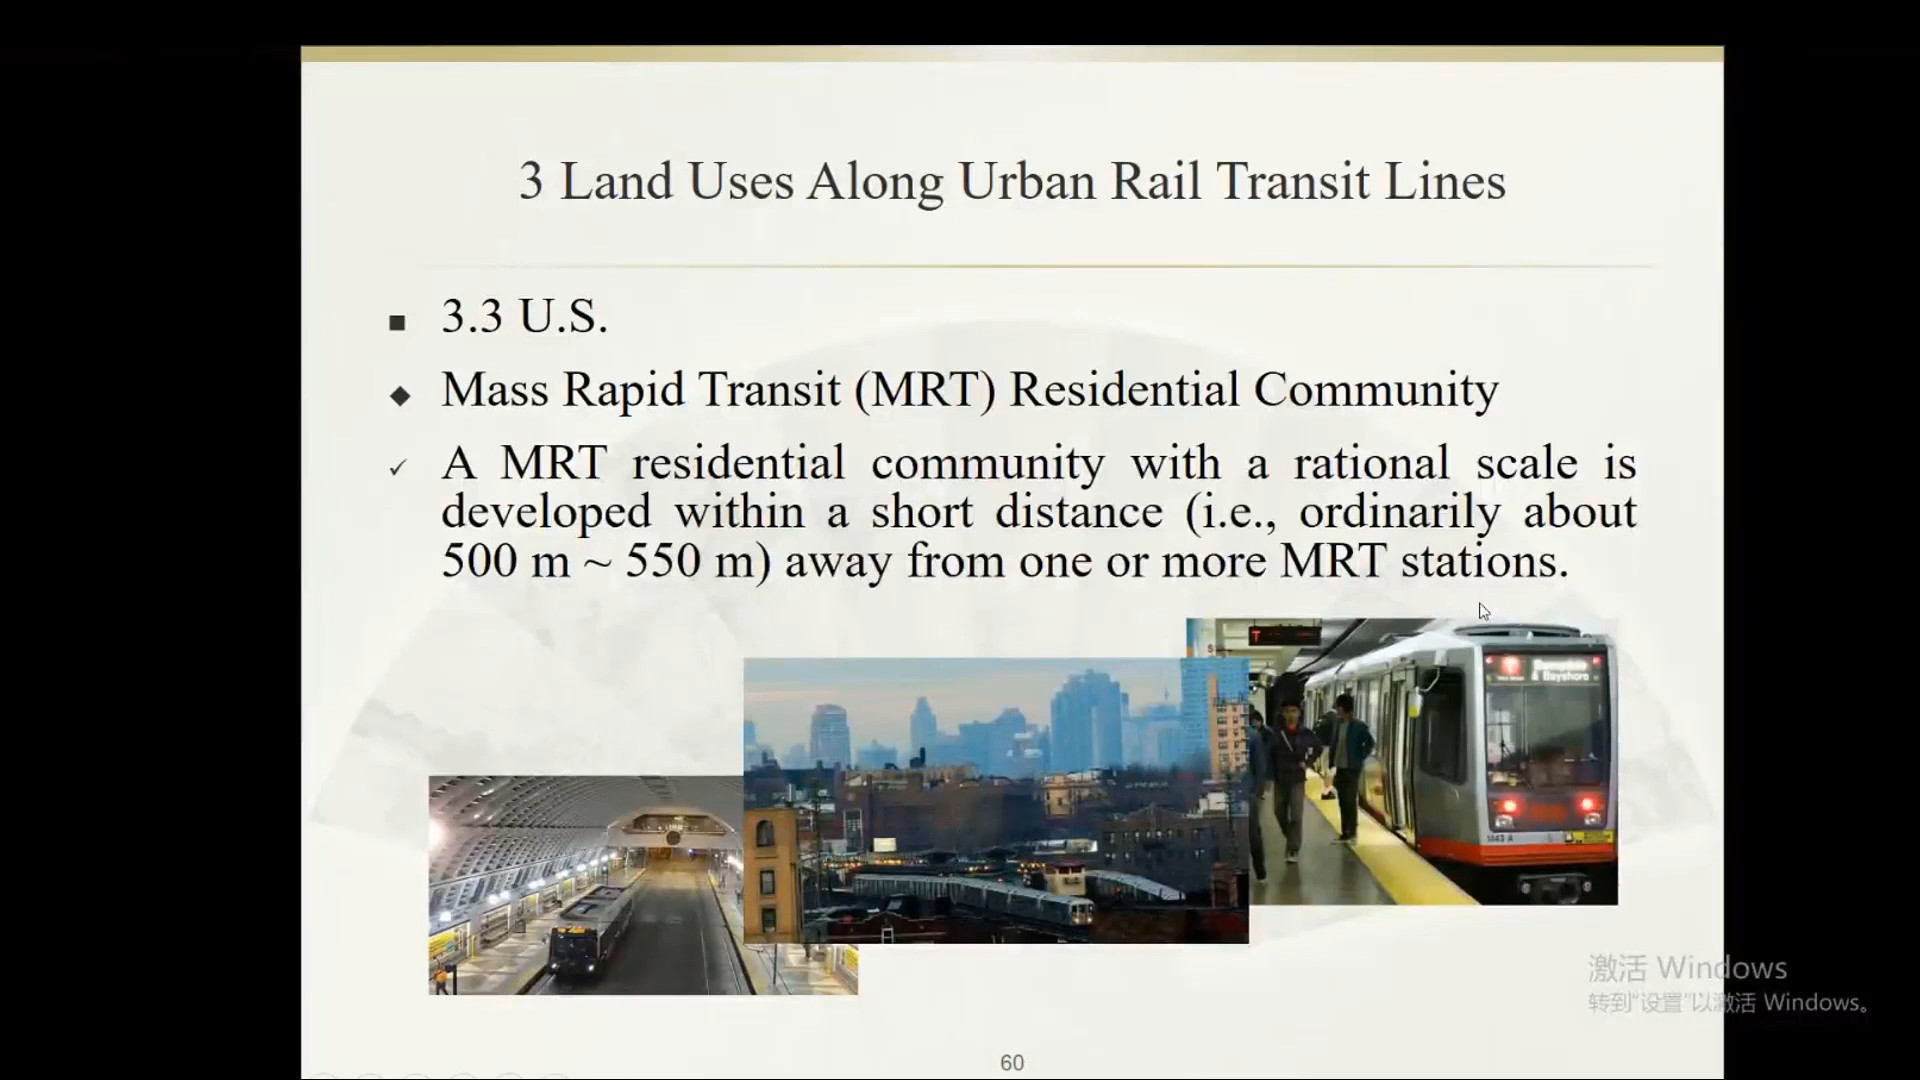 3 Land Uses Along Urban Rail Transit Lines
3.3 U.S.
Mass Rapid Transit (MRT) Residential Community
A MRT residential community with a rational scale is
developed within a short distance (i.e., ordinarily about
500 m ~ 550 m) away from one or more MRT stations.
& Bayshore
激活 Windows
转到“设置”以激活 Windows。
60